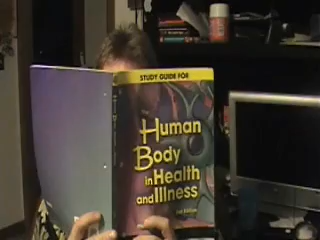 STUDY GUIDE FOR
Human
Body
in Health
and Illness